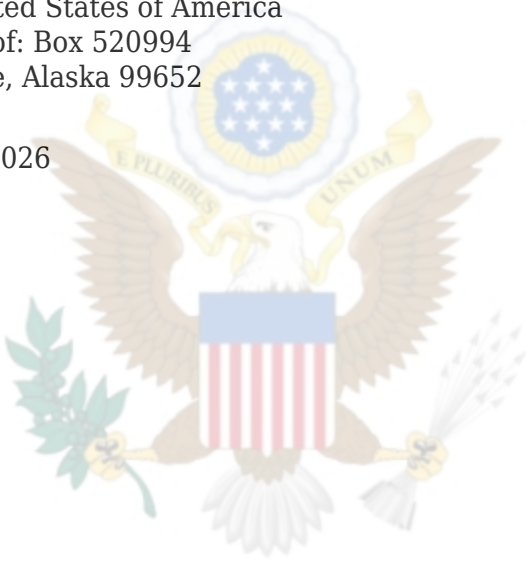 ted States of America
of: Box 520994
e, Alaska 99652
026
E PLURIBUS
UNUM